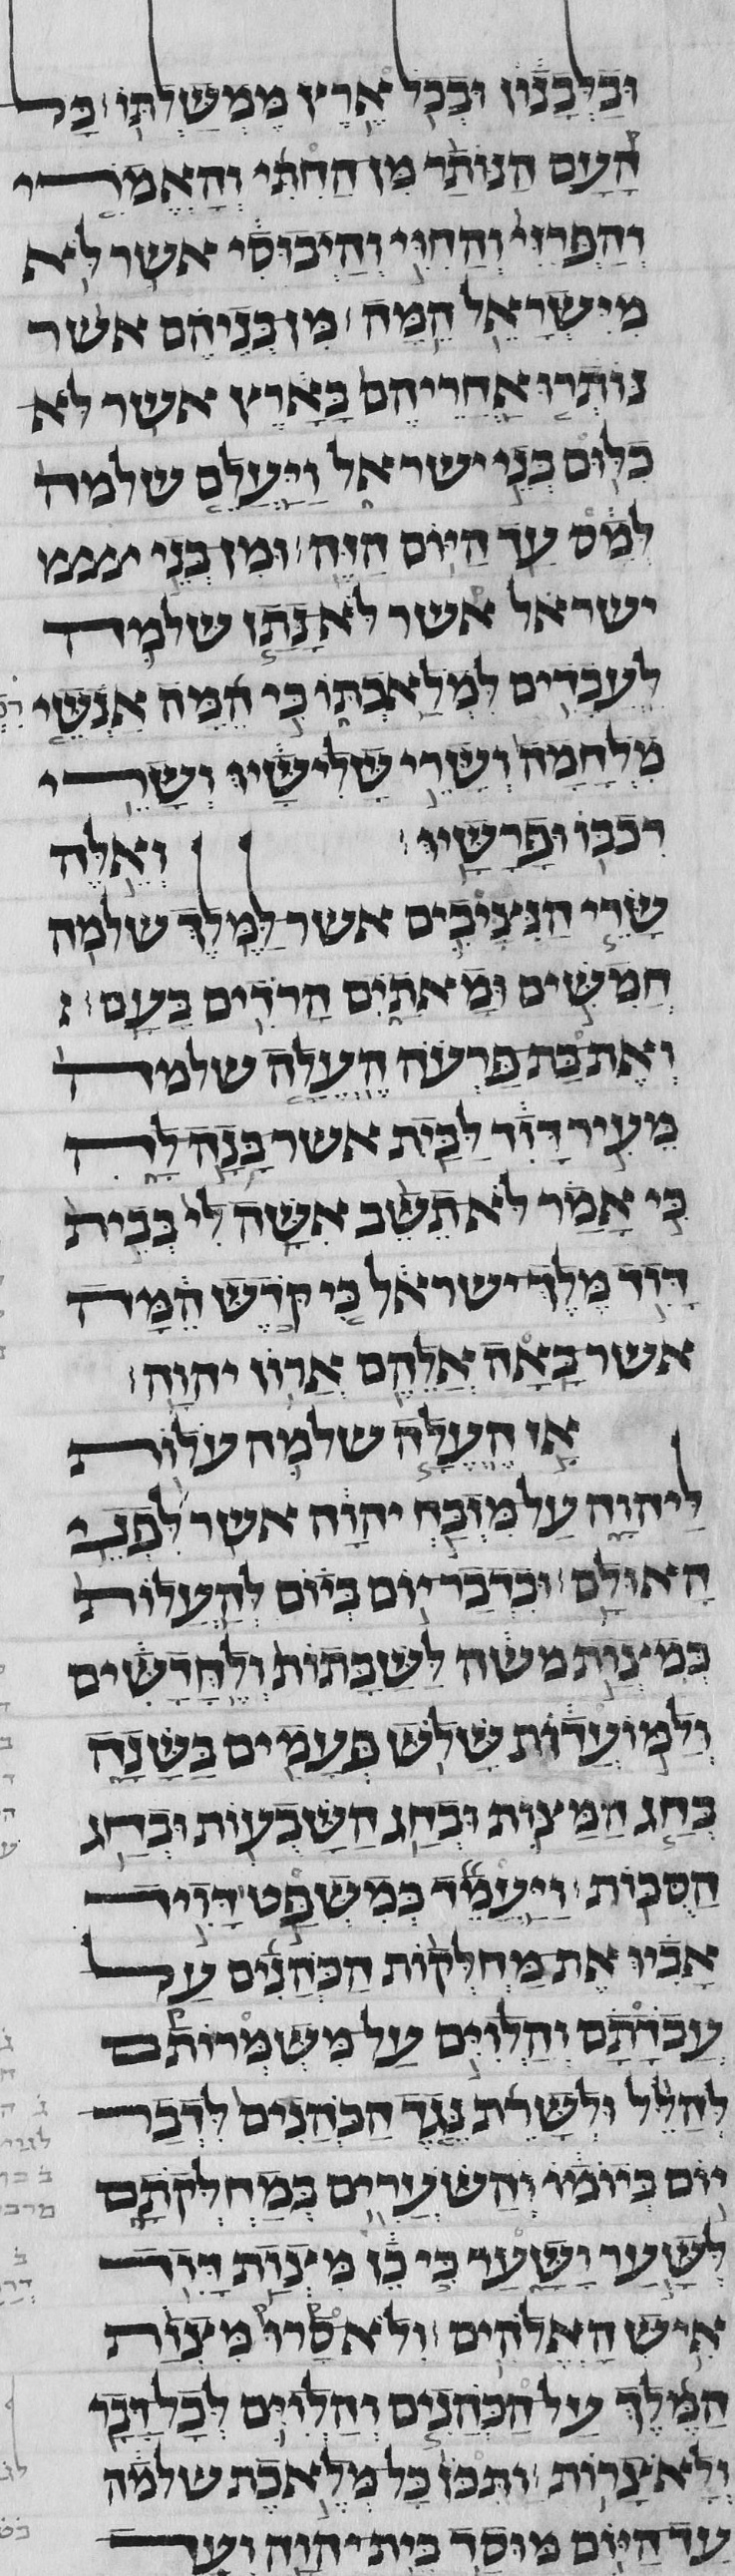 ובלבנון ובכל ארץ ממשלתו כל
העם הנותר מן החתי והאמרי
והפרזי והחוי והיבוסי אשר לא
מישראל המה מן בניהם אשר
נותרו אחריהם בארץ אשר לא
כלום בני ישראל ויעלם שלמה
למס עד היום הזה ומן בני
ישראל אשר לא נתן שלמה
לעבדים למלאכתו כי המה אנשי
מלחמה ושרי שלישיו ושרי
רכבו ופרשיו ואלה
שרי הנציבים אשר למלך שלמה
חמשים ומאתים הרדים בעם
ואת בת פרעה העלה שלמה
מעיר דויד לבית אשר בנה לה
כי אמר לא תשב אשה לי בבית
דויד מלך ישראל כי קדש המה
אשר באה אליהם ארון יהוה
אז העלה שלמה עלות
ליהוה על מזבח יהוה אשר לפני
האולם ובדבר יום ביום להעלות
כמצות משה לשבתות ולחדשים
ולמועדות שלש פעמים בשנה
בחג המצות ובחג השבעות ובחג
הסכות ויעמד כמשפט דויד
אביו את מחלקות הכהנים על
עבדתם והלוים על משמרותם
להלל ולשרת נגד הכהנים לדבר
יום ביומו והשערים במחלקתם
לשער ושער כי כן מצות דויד
איש האלהים ולא סרו מצות
המלך על הכהנים והלוים לכל דבר
ולאצרות ותכן כל מלאכת שלמה
עד היום מוסד בית יהוה ועד